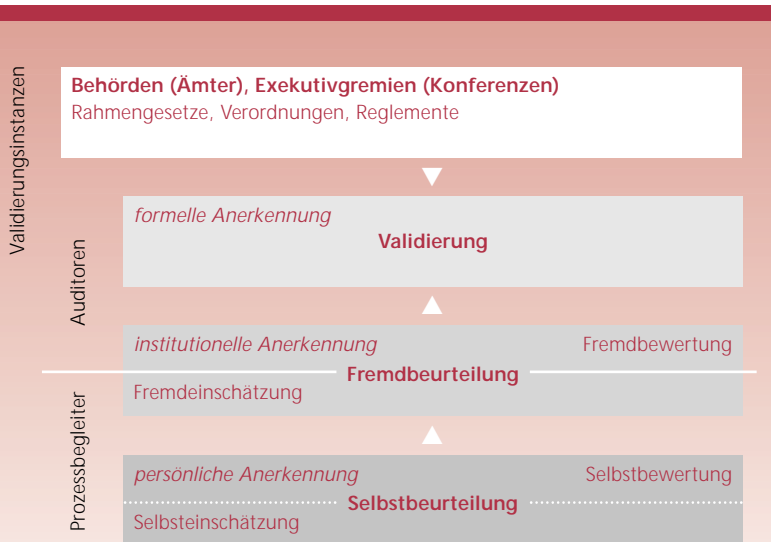 Validierungsinstanzen
Behörden (Ämter), Exekutivgremien (Konferenzen)
Rahmengesetze, Verordnungen, Reglemente
Auditoren
formelle Anerkennung
Validierung
institutionelle Anerkennung Fremdbewertung
Fremdbeurteilung
Fremdeinschätzung
Prozessbegleiter
persönliche Anerkennung Selbstbewertung
Selbstbeurteilung
Selbsteinschätzung